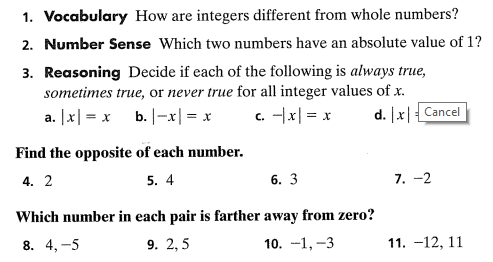 1. Vocabulary How are integers different from whole numbers?
2. Number Sense Which two numbers have an absolute value of 1?
3. Reasoning Decide if each of the following is always true,
sometimes true, or never true for all integer values of x.
a. |x| = x b. |−x| = x c. −|x| = x d. |x| Cancel
Find the opposite of each number.
4. 2 5. 4 6. 3 7. −2
Which number in each pair is farther away from zero?
8. 4, −5 9. 2, 5 10. −1, −3 11. −12, 11